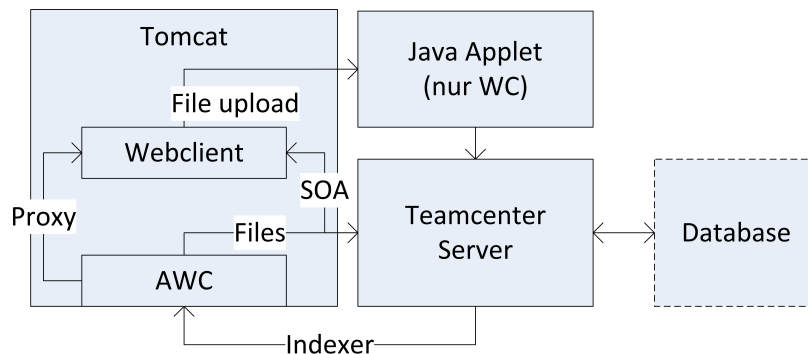 Tomcat
Java Applet
(nur WC)
File upload
Webclient
SOA
Proxy
Files
Teamcenter
Server
Database
AWC
Indexer